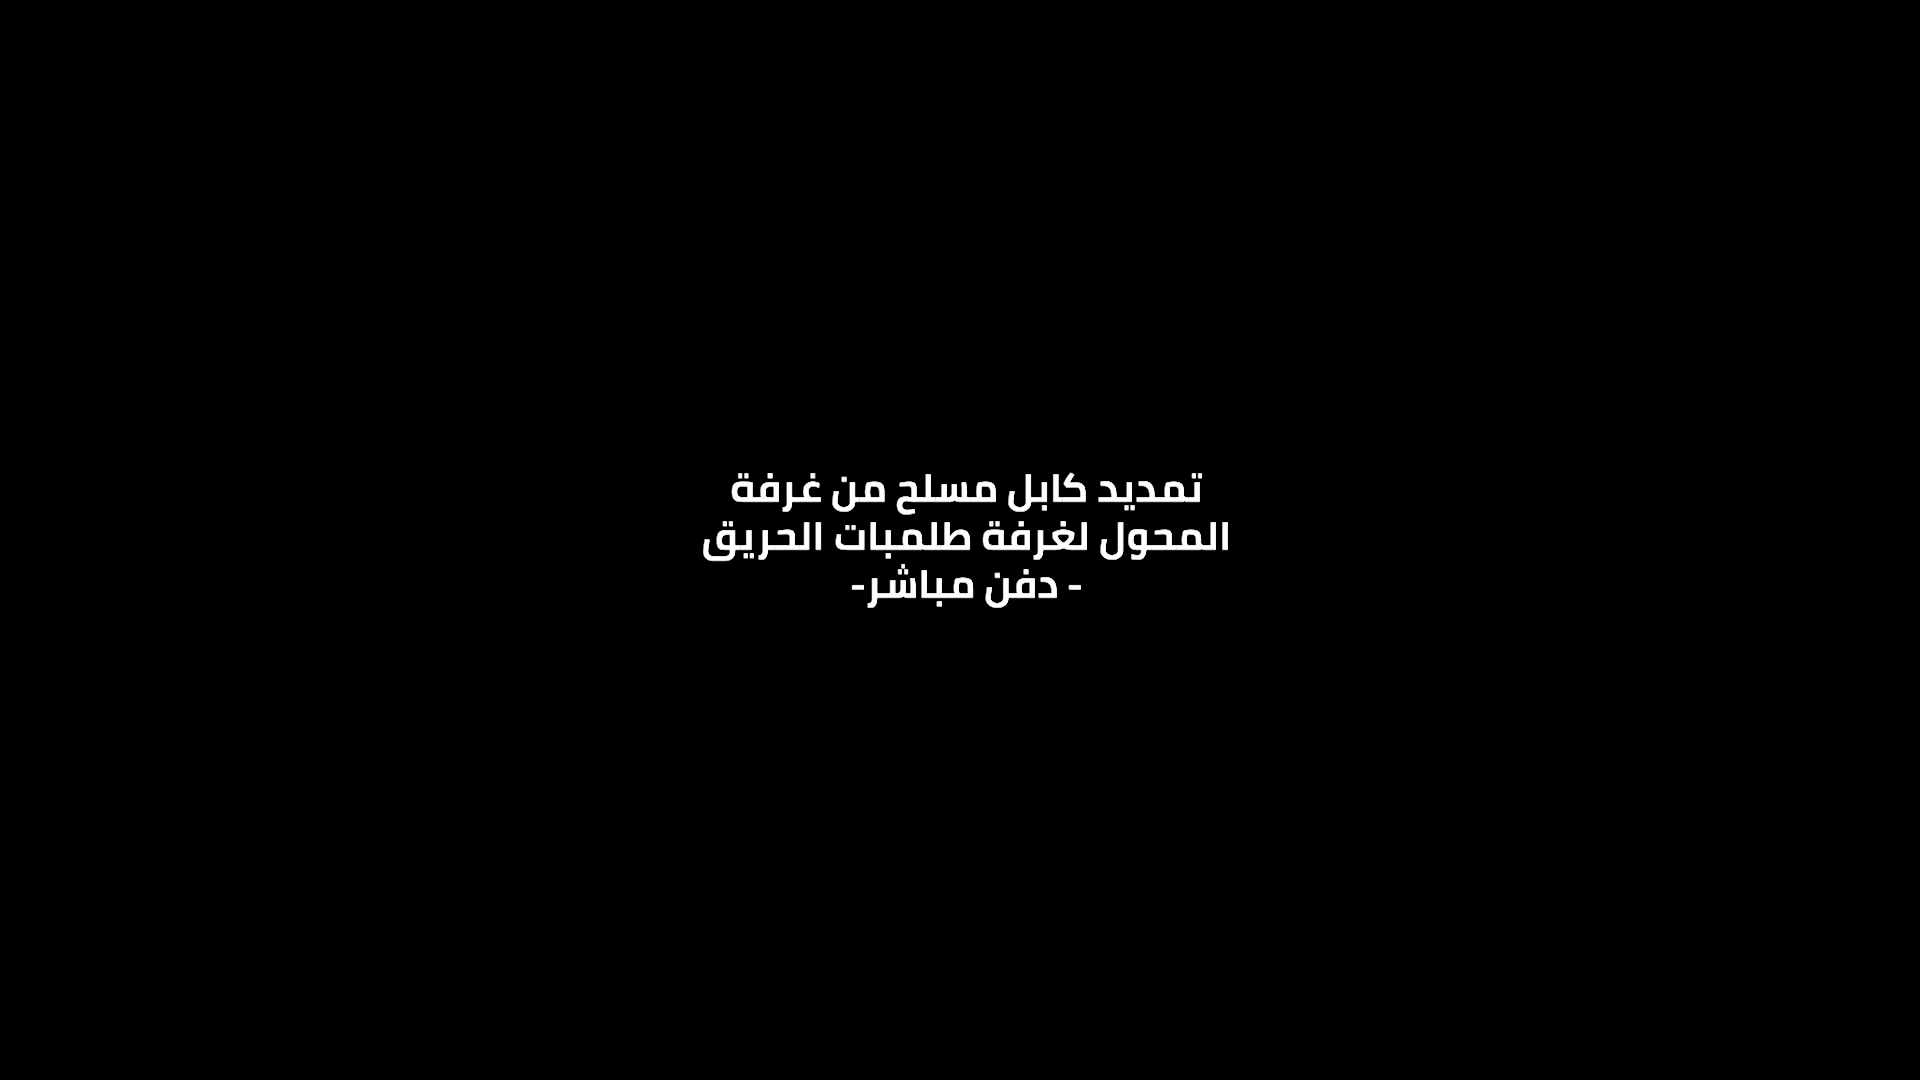 تمديد كابل مسلح من غرفة
المحول لغرفة طلمبات الحريق
- دفن مباشر-